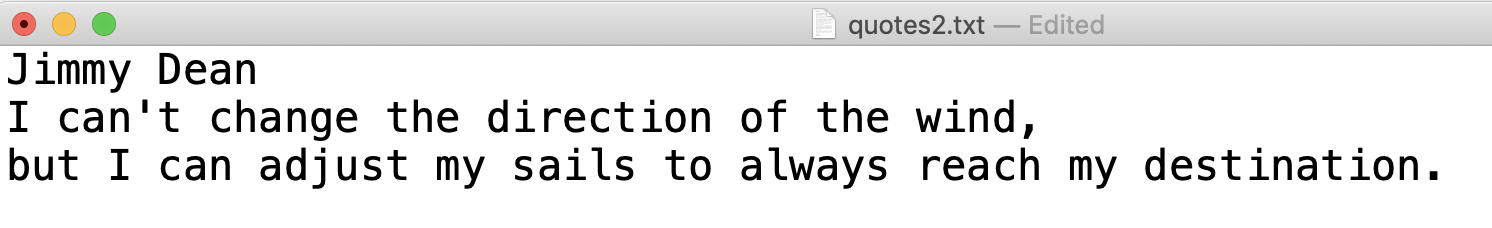 quotes2.txt — Edited
Jimmy Dean
I can't change the direction of the wind,
but I can adjust my sails to always reach my destination.